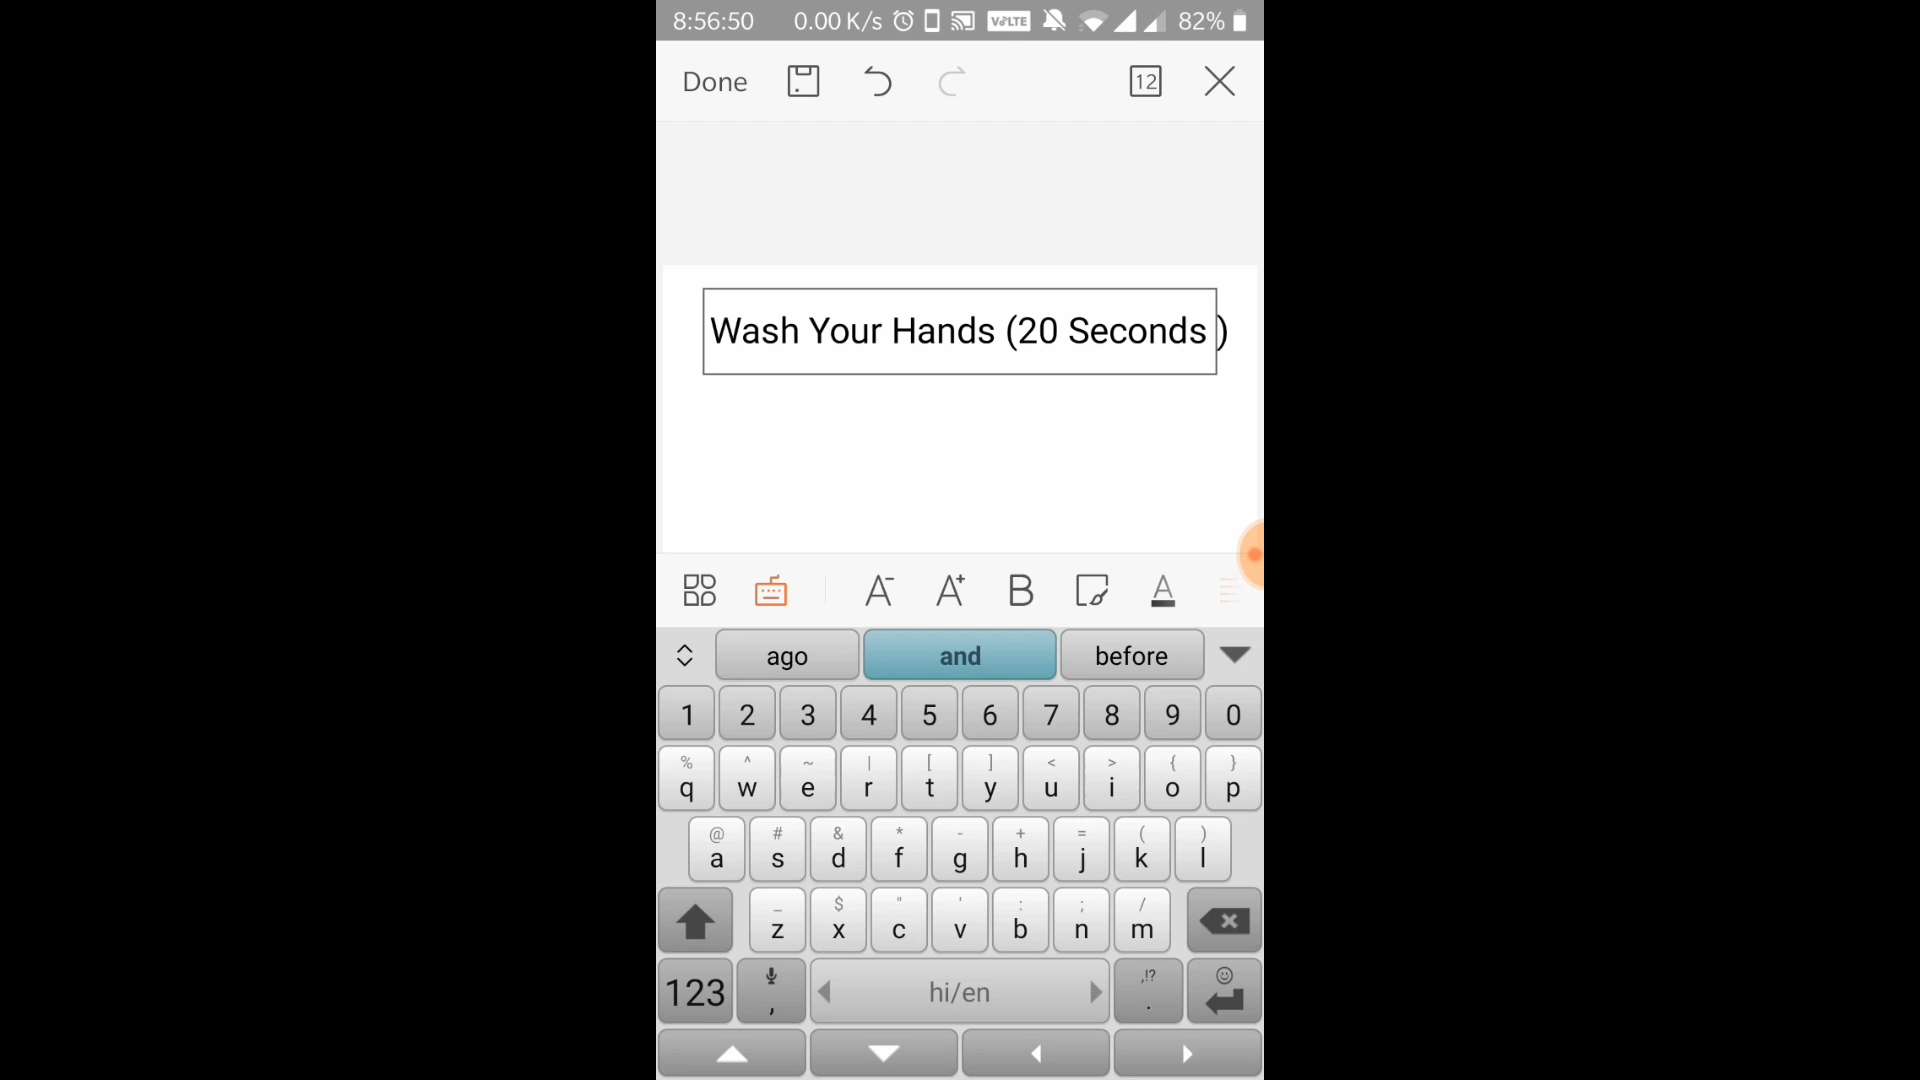 8:56:50 0.00 K/s VoLTE 82%
Done 12
Wash Your Hands (20 Seconds )
A- A+ B A
ago and before
1 2 3 4 5 6 7 8 9 0
% ^ ~ | [ ] < > { }
q w e r t y u i o p
@ # & * - + = ( )
a s d f g h j k l
_ $ " ' : ; /
z x c v b n m
,!?
123 , hi/en .